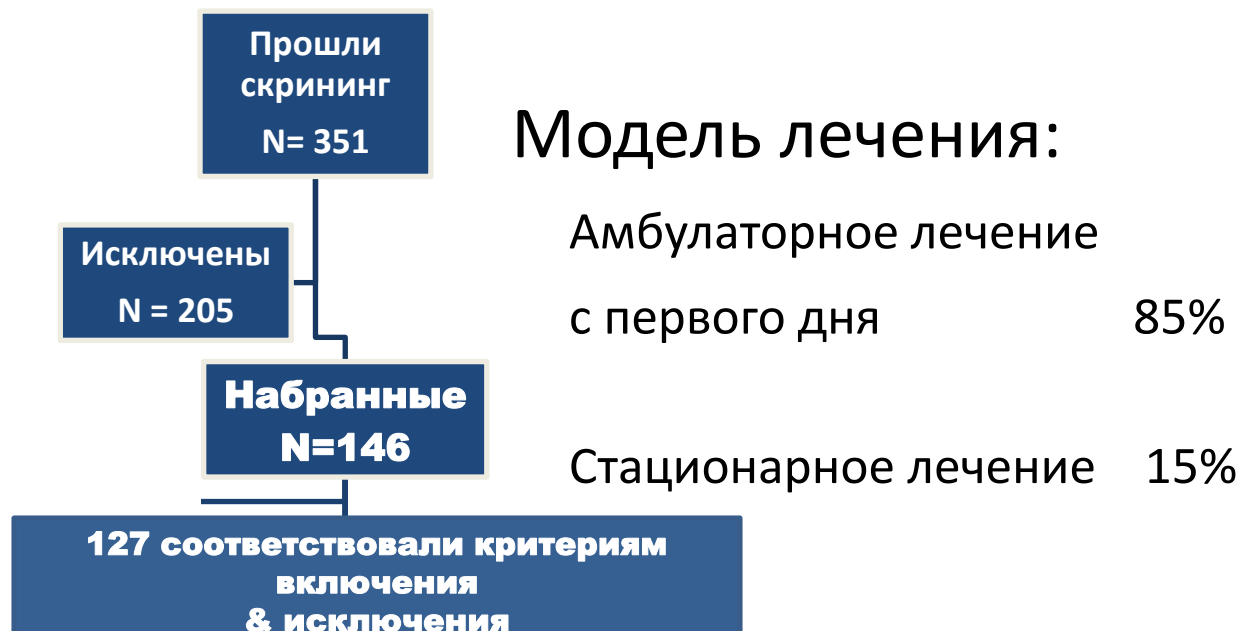 Прошли
скрининг
N= 351
Исключены
N = 205
Набранные
N=146
127 соответствовали критериям
включения
& исключения
Модель лечения:
Амбулаторное лечение
с первого дня 85%
Стационарное лечение 15%